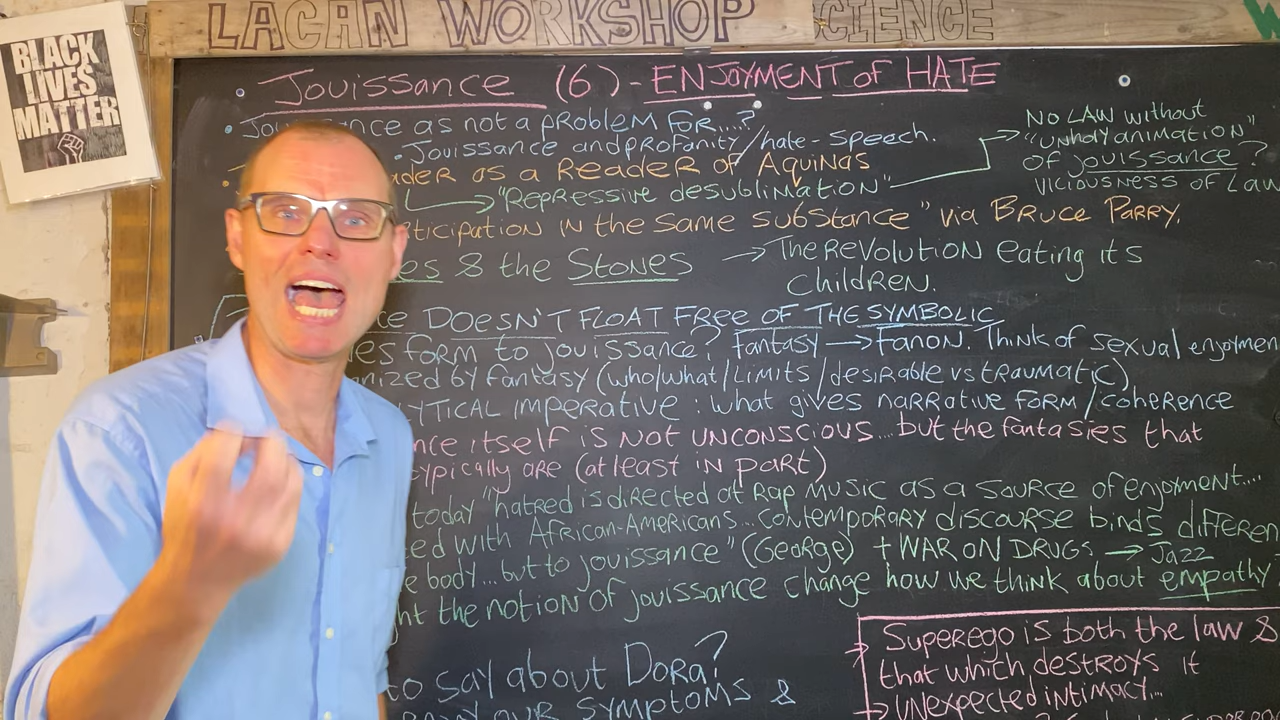 LACAN WORKSHOP SCIENCE W
BLACK
LIVES
MATTER
• Jouissance (6) - ENJOYMENT of HATE
• Jouissance as not a problem for....?
• Jouissance and profanity/hate-speech.
NO LAW without
"unholy animation"
of jouissance?
viciousness of Law
ader as a Reader of Aquinas
"Repressive desublimation"
ticipation in the same substance" via Bruce Parry.
es & the Stones → The Revolution eating its
children.
ce DOESN'T FLOAT FREE OF THE SYMBOLIC
es form to jouissance? Fantasy → Fanon. Think of sexual enjoymen
nized by fantasy (who/what/limits/desirable vs traumatic)
YTICAL IMPERATIVE: what gives narrative form/coherence
nce itself is NOT UNCONSCIOUS...but the fantasies that
typically are (at least in part)
today "hatred is directed at Rap Music as a source of enjoyment....
ed with African-Americans...contemporary discourse binds differen
e body...but to jouissance" (George) + WAR ON DRUGS → Jazz
ht the notion of jouissance change how we think about empathy
to say about Dora?
our symptoms &
Superego is both the law &
that which destroys it
→ Unexpected intimacy...